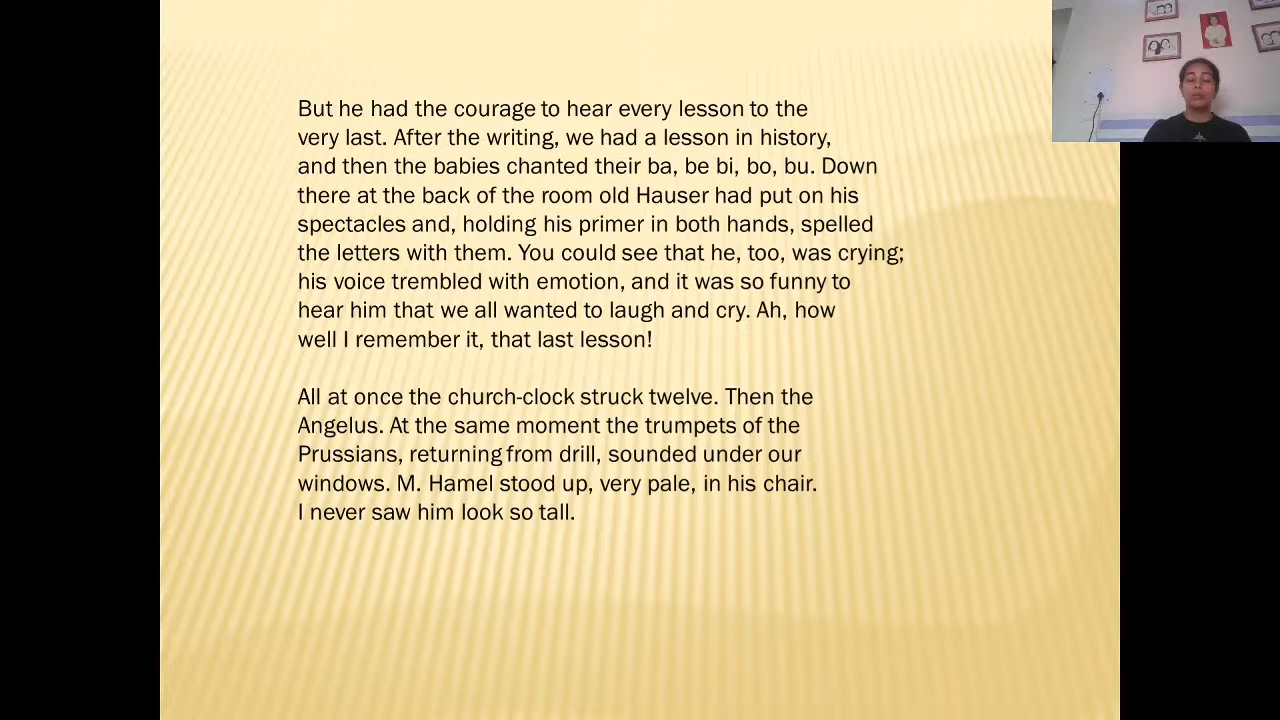 But he had the courage to hear every lesson to the
very last. After the writing, we had a lesson in history,
and then the babies chanted their ba, be bi, bo, bu. Down
there at the back of the room old Hauser had put on his
spectacles and, holding his primer in both hands, spelled
the letters with them. You could see that he, too, was crying;
his voice trembled with emotion, and it was so funny to
hear him that we all wanted to laugh and cry. Ah, how
well I remember it, that last lesson!
All at once the church-clock struck twelve. Then the
Angelus. At the same moment the trumpets of the
Prussians, returning from drill, sounded under our
windows. M. Hamel stood up, very pale, in his chair.
I never saw him look so tall.